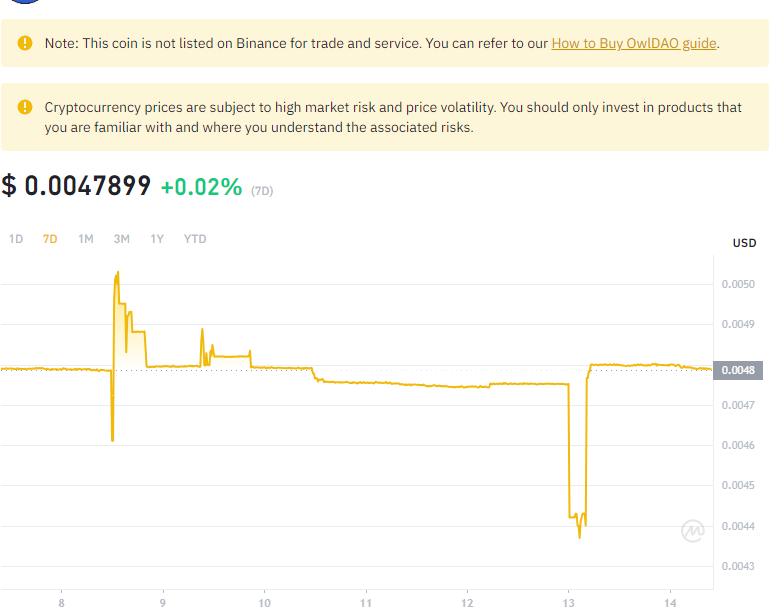 Note: This coin is not listed on Binance for trade and service. You can refer to our How to Buy OwlDAO guide.
Cryptocurrency prices are subject to high market risk and price volatility. You should only invest in products that
you are familiar with and where you understand the associated risks.
$ 0.0047899 +0.02% (7D)
1D 7D 1M 3M 1Y YTD
USD
0.0050
0.0049
0.0048
0.0047
0.0046
0.0045
0.0044
0.0043
8 9 10 11 12 13 14